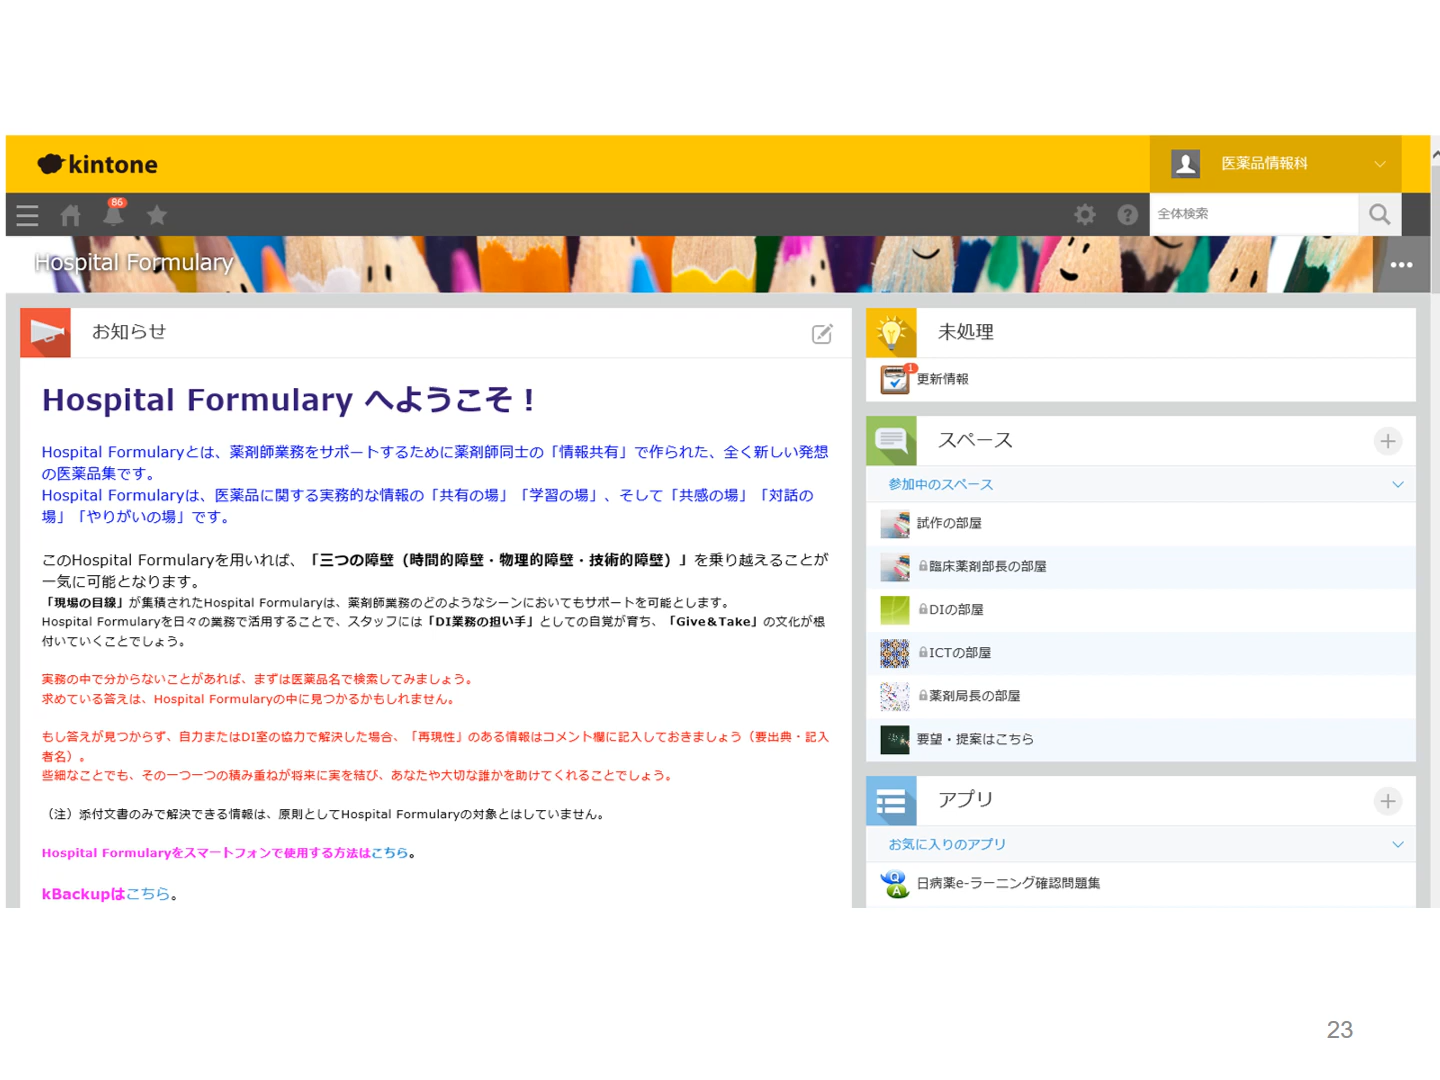 kintone
医薬品情報科
86
全体検索
Hospital Formulary
お知らせ
Hospital Formulary へようこそ！
Hospital Formularyとは、薬剤師業務をサポートするために薬剤師同士の「情報共有」で作られた、全く新しい発想
の医薬品集です。
Hospital Formularyは、医薬品に関する実務的な情報の「共有の場」「学習の場」、そして「共感の場」「対話の
場」「やりがいの場」です。
このHospital Formularyを用いれば、「三つの障壁（時間的障壁・物理的障壁・技術的障壁）」を乗り越えることが
一気に可能となります。
「現場の目線」が集積されたHospital Formularyは、薬剤師業務のどのようなシーンにおいてもサポートを可能とします。
Hospital Formularyを日々の業務で活用することで、スタッフには「DI業務の担い手」としての自覚が育ち、「Give&Take」の文化が根
付いていくことでしょう。
実務の中で分からないことがあれば、まずは医薬品名で検索してみましょう。
求めている答えは、Hospital Formularyの中に見つかるかもしれません。
もし答えが見つからず、自力またはDI室の協力で解決した場合、「再現性」のある情報はコメント欄に記入しておきましょう（要出典・記入
者名）。
些細なことでも、その一つ一つの積み重ねが将来に実を結び、あなたや大切な誰かを助けてくれることでしょう。
（注）添付文書のみで解決できる情報は、原則としてHospital Formularyの対象とはしていません。
Hospital Formularyをスマートフォンで使用する方法はこちら。
kBackupはこちら。
未処理
1
更新情報
スペース
参加中のスペース
試作の部屋
臨床薬剤部長の部屋
DIの部屋
ICTの部屋
薬剤局長の部屋
要望・提案はこちら
アプリ
お気に入りのアプリ
Q
A
日病薬e-ラーニング確認問題集
23